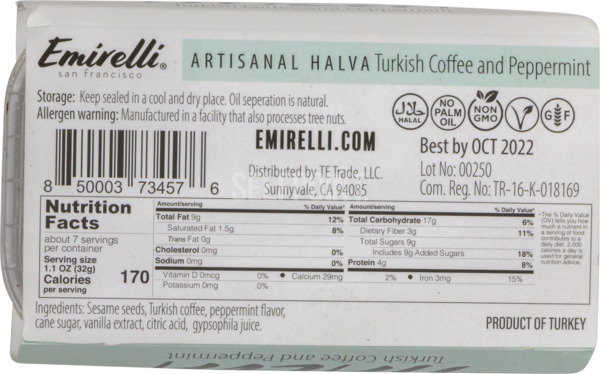 Emirelli®
san francisco
ARTISANAL HALVA Turkish Coffee and Peppermint
Storage: Keep sealed in a cool and dry place. Oil seperation is natural.
Allergen warning: Manufactured in a facility that also processes tree nuts.
HALAL
NO PALM OIL
NON GMO
V
G F
8 50003 73457 6
EMIRELLI.COM
Distributed by TE Trade, LLC.
Sunnyvale, CA 94085
Best by OCT 2022
Lot No: 00250
Com. Reg. No: TR-16-K-018169
Nutrition
Facts
about 7 servings
per container
Serving size
1.1 OZ (32g)
Calories 170
per serving
Amount/serving % Daily Value*
Total Fat 9g 12%
Saturated Fat 1.5g 8%
Trans Fat 0g
Cholesterol 0mg 0%
Sodium 0mg 0%
Amount/serving % Daily Value*
Total Carbohydrate 17g 6%
Dietary Fiber 3g 11%
Total Sugars 9g
Includes 9g Added Sugars 18%
Protein 4g 8%
Vitamin D 0mcg 0% • Calcium 29mg 2% • Iron 3mg 15%
Potassium 0mg 0%
*The % Daily Value
(DV) tells you how
much a nutrient in
a serving of food
contributes to a
daily diet. 2,000
calories a day is
used for general
nutrition advice.
Ingredients: Sesame seeds, Turkish coffee, peppermint flavor,
cane sugar, vanilla extract, citric acid, gypsophila juice.
PRODUCT OF TURKEY
Turkish Coffee and Peppermint